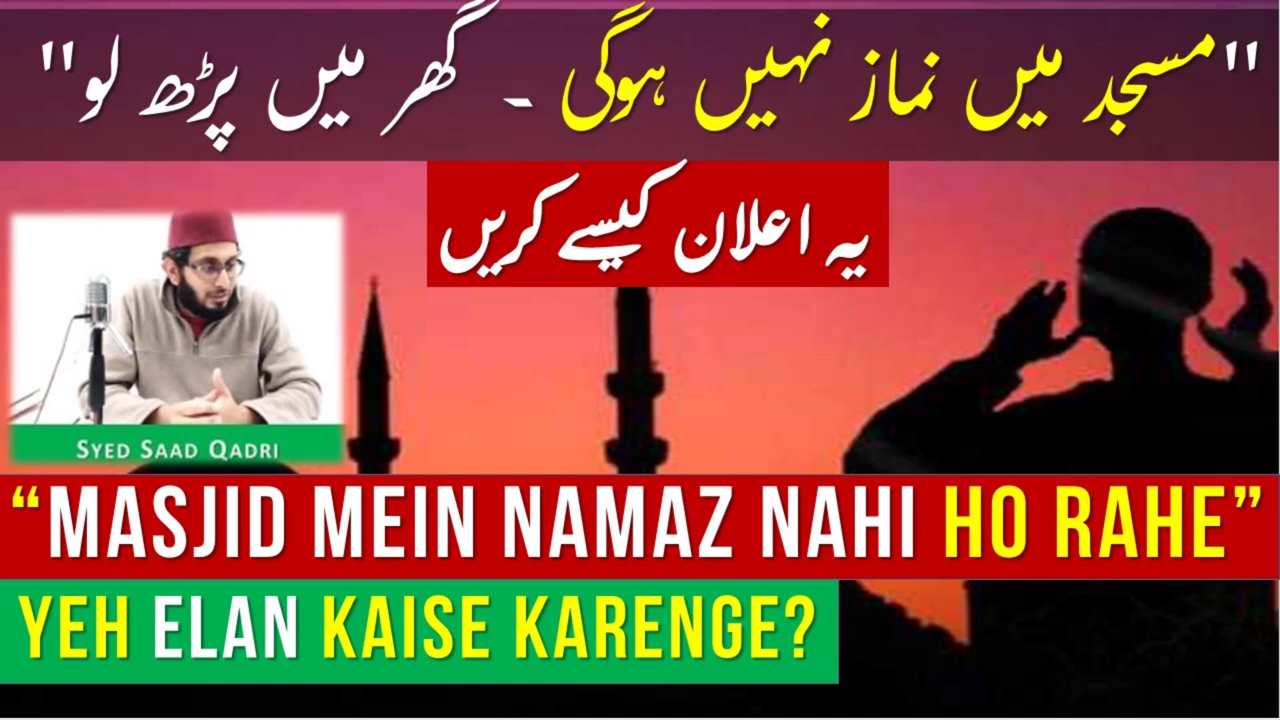 "مسجد میں نماز نہیں ہوگی ۔ گھر میں پڑھ لو"
یہ اعلان کیسے کریں
SYED SAAD QADRI
“MASJID MEIN NAMAZ NAHI HO RAHE”
YEH ELAN KAISE KARENGE?